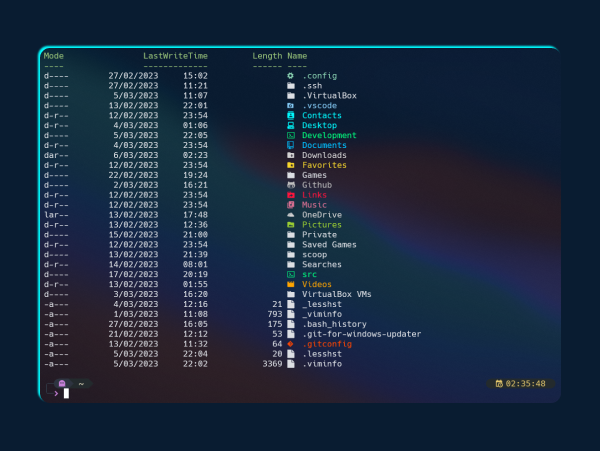 Mode LastWriteTime Length Name
---- ------------- ------ ----
d---- 27/02/2023 15:02 .config
d---- 27/02/2023 11:21 .ssh
d---- 5/03/2023 11:07 .VirtualBox
d---- 13/02/2023 22:01 .vscode
d-r-- 12/02/2023 23:54 Contacts
d-r-- 4/03/2023 01:06 Desktop
d---- 5/03/2023 22:05 Development
d-r-- 4/03/2023 23:54 Documents
dar-- 6/03/2023 02:23 Downloads
d-r-- 12/02/2023 23:54 Favorites
d---- 22/02/2023 19:24 Games
d---- 2/03/2023 16:21 Github
d-r-- 12/02/2023 23:54 Links
d-r-- 12/02/2023 23:54 Music
lar-- 13/02/2023 17:48 OneDrive
d-r-- 13/02/2023 12:36 Pictures
d---- 15/02/2023 21:00 Private
d-r-- 12/02/2023 23:54 Saved Games
d---- 13/02/2023 21:39 scoop
d-r-- 14/02/2023 08:01 Searches
d---- 17/02/2023 20:19 src
d-r-- 13/02/2023 01:55 Videos
d---- 3/03/2023 16:20 VirtualBox VMs
-a--- 4/03/2023 12:16 21 _lesshst
-a--- 1/03/2023 11:08 793 _viminfo
-a--- 27/02/2023 16:05 175 .bash_history
-a--- 21/02/2023 12:12 53 .git-for-windows-updater
-a--- 13/02/2023 11:32 64 .gitconfig
-a--- 5/03/2023 22:04 20 .lesshst
-a--- 5/03/2023 22:02 3369 .viminfo
~ 02:35:48